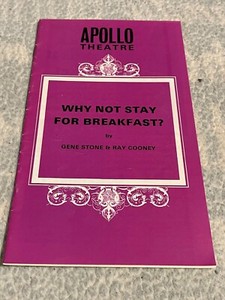 APOLLO
THEATRE
WHY NOT STAY
FOR BREAKFAST?
by
GENE STONE & RAY COONEY